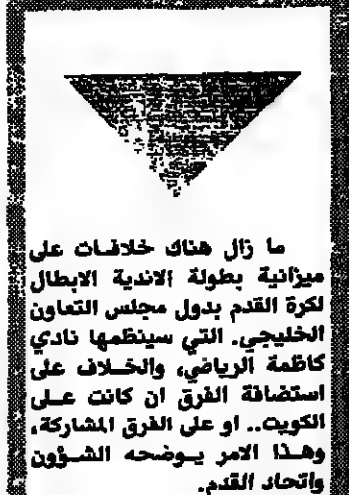 ما زال هناك خلافات على
ميزانية بطولة الاندية الابطال
لكرة القدم بدول مجلس التعاون
الخليجي. التي سينظمها نادي
كاظمة الرياضي، والخلاف على
استضافة الفرق ان كانت على
الكويت.. او على الفرق المشاركة،
وهذا الامر يوضحه الشؤون
واتحاد القدم.